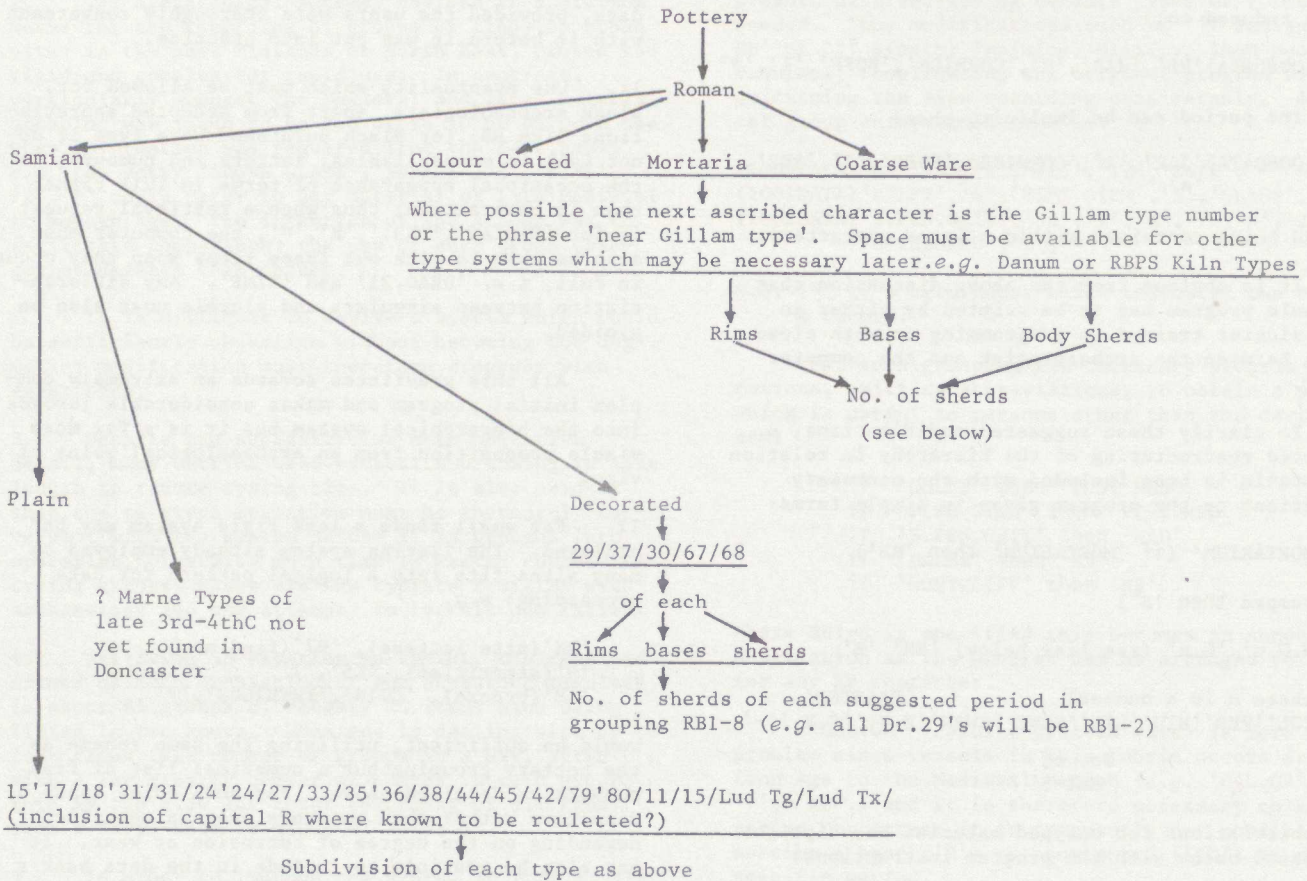 Pottery
Roman
Samian
Colour Coated Mortaria Coarse Ware
Where possible the next ascribed character is the Gillam type number
or the phrase 'near Gillam type'. Space must be available for other
type systems which may be necessary later.e.g. Danum or RBPS Kiln Types
Rims Bases Body Sherds
No. of sherds
(see below)
Plain
Decorated
29/37/30/67/68
? Marne Types of
late 3rd-4thC not
yet found in
Doncaster
of each
Rims bases sherds
No. of sherds of each suggested period in
grouping RB1-8 (e.g. all Dr.29's will be RB1-2)
15'17/18'31/31/24'24/27/33/35'36/38/44/45/42/79'80/11/15/Lud Tg/Lud Tx/
(inclusion of capital R where known to be rouletted?)
Subdivision of each type as above